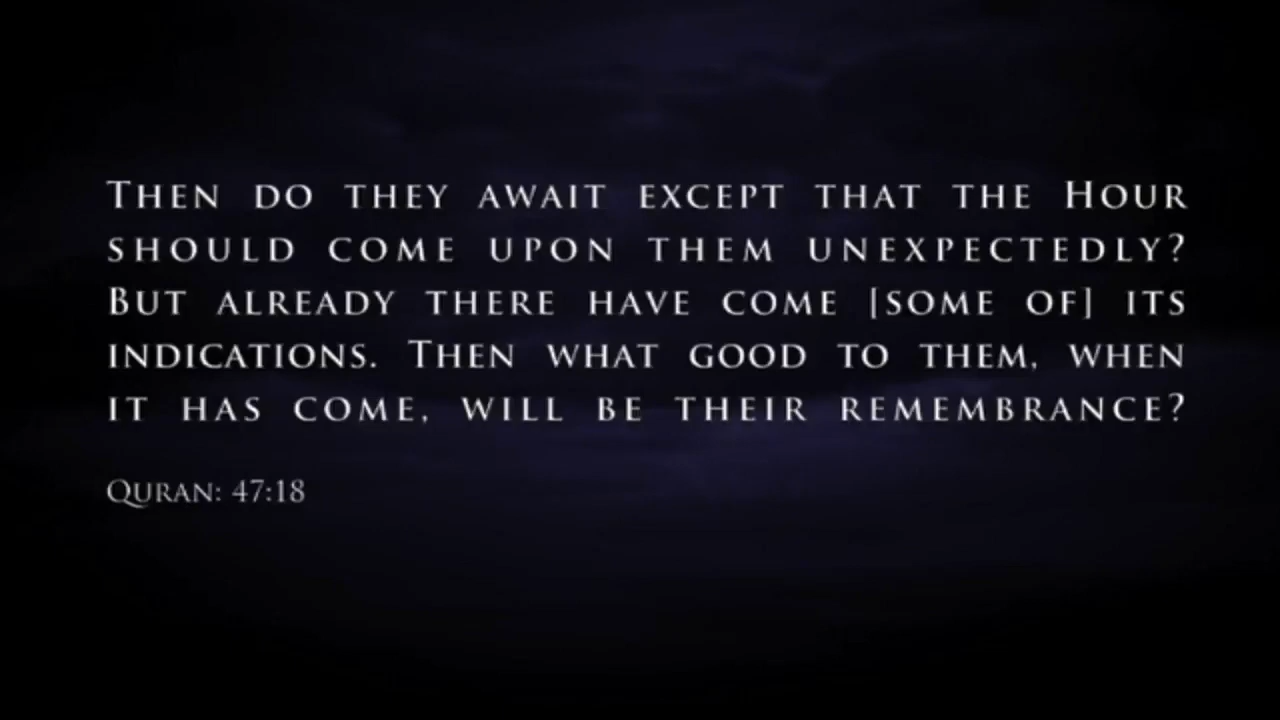 Then do they await except that the Hour
should come upon them unexpectedly?
But already there have come [some of] its
indications. Then what good to them, when
it has come, will be their remembrance?
Quran: 47:18